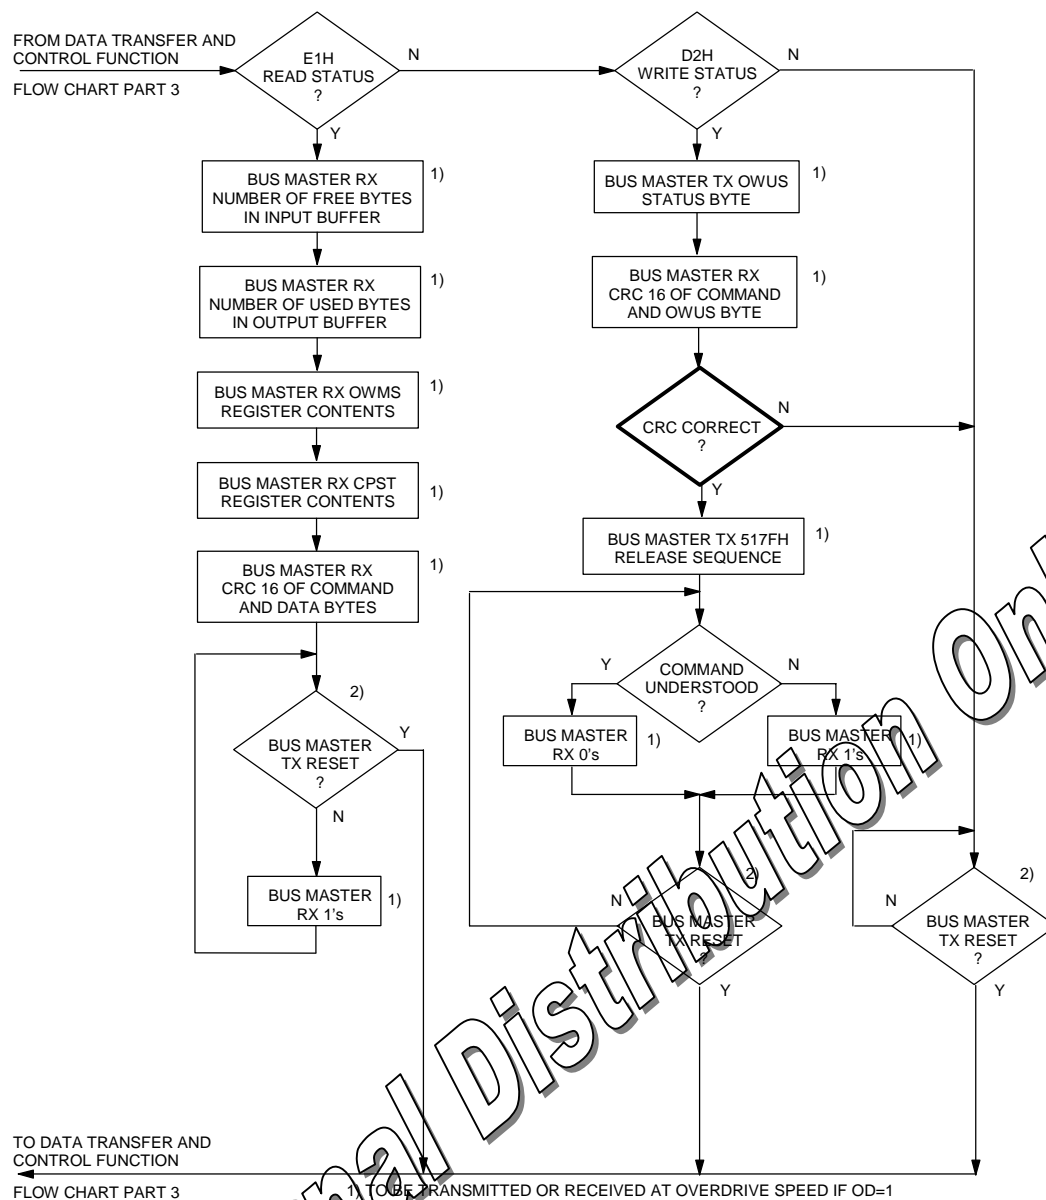 FROM DATA TRANSFER AND
CONTROL FUNCTION
FLOW CHART PART 3
E1H
READ STATUS
?
N
Y
D2H
WRITE STATUS
?
N
Y
BUS MASTER RX
NUMBER OF FREE BYTES
IN INPUT BUFFER
1)
BUS MASTER RX
NUMBER OF USED BYTES
IN OUTPUT BUFFER
1)
BUS MASTER RX OWMS
REGISTER CONTENTS
1)
BUS MASTER RX CPST
REGISTER CONTENTS
1)
BUS MASTER RX
CRC 16 OF COMMAND
AND DATA BYTES
1)
2)
BUS MASTER
TX RESET
?
Y
N
BUS MASTER
RX 1's
1)
BUS MASTER TX OWUS
STATUS BYTE
1)
BUS MASTER RX
CRC 16 OF COMMAND
AND OWUS BYTE
1)
CRC CORRECT
?
N
Y
BUS MASTER TX 517FH
RELEASE SEQUENCE
1)
COMMAND
UNDERSTOOD
?
Y
N
BUS MASTER
RX 0's
1)
BUS MASTER
RX 1's
1)
2)
BUS MASTER
TX RESET
?
N
Y
2)
BUS MASTER
TX RESET
?
N
Y
TO DATA TRANSFER AND
CONTROL FUNCTION
FLOW CHART PART 3
1) TO BE TRANSMITTED OR RECEIVED AT OVERDRIVE SPEED IF OD=1
Distribution